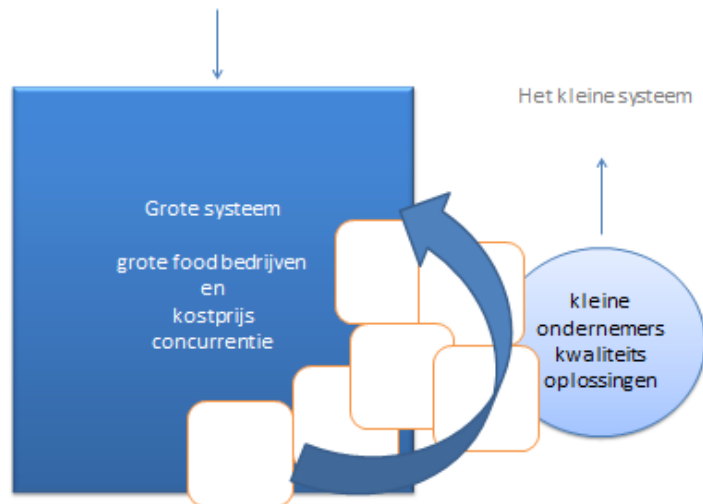 Het kleine systeem
Grote systeem
grote food bedrijven
en
kostprijs
concurrentie
kleine
ondernemers
kwaliteits
oplossingen